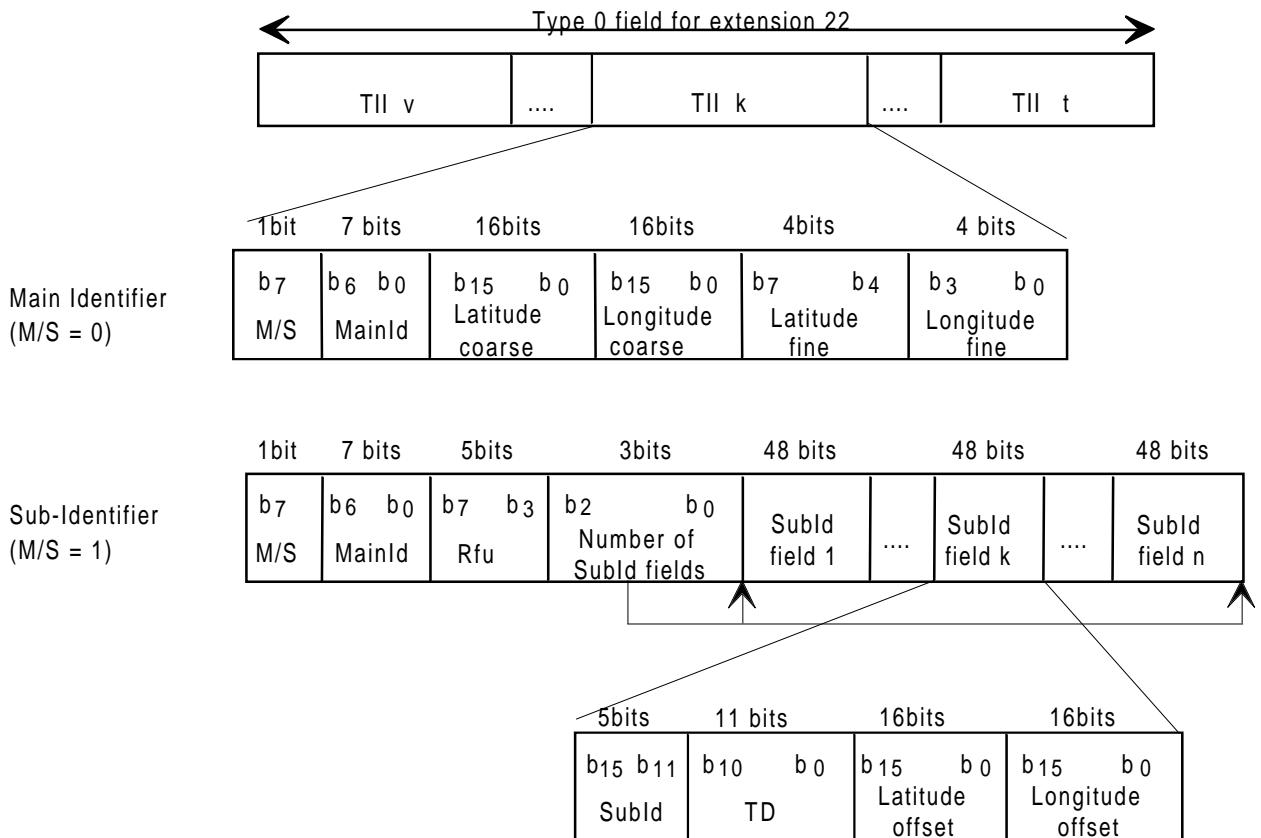 Type 0 field for extension 22
TII v .... TII k .... TII t
1bit 7 bits 16bits 16bits 4bits 4 bits
Main Identifier
(M/S = 0)
b7 b6 b0 b15 b0 b15 b0 b7 b4 b3 b0
M/S MainId Latitude coarse Longitude coarse Latitude fine Longitude fine
1bit 7 bits 5bits 3bits 48 bits 48 bits 48 bits
Sub-Identifier
(M/S = 1)
b7 b6 b0 b7 b3 b2 b0
M/S MainId Rfu Number of SubId fields SubId field 1 .... SubId field k .... SubId field n
5bits 11 bits 16bits 16bits
b15 b11 b10 b0 b15 b0 b15 b0
SubId TD Latitude offset Longitude offset